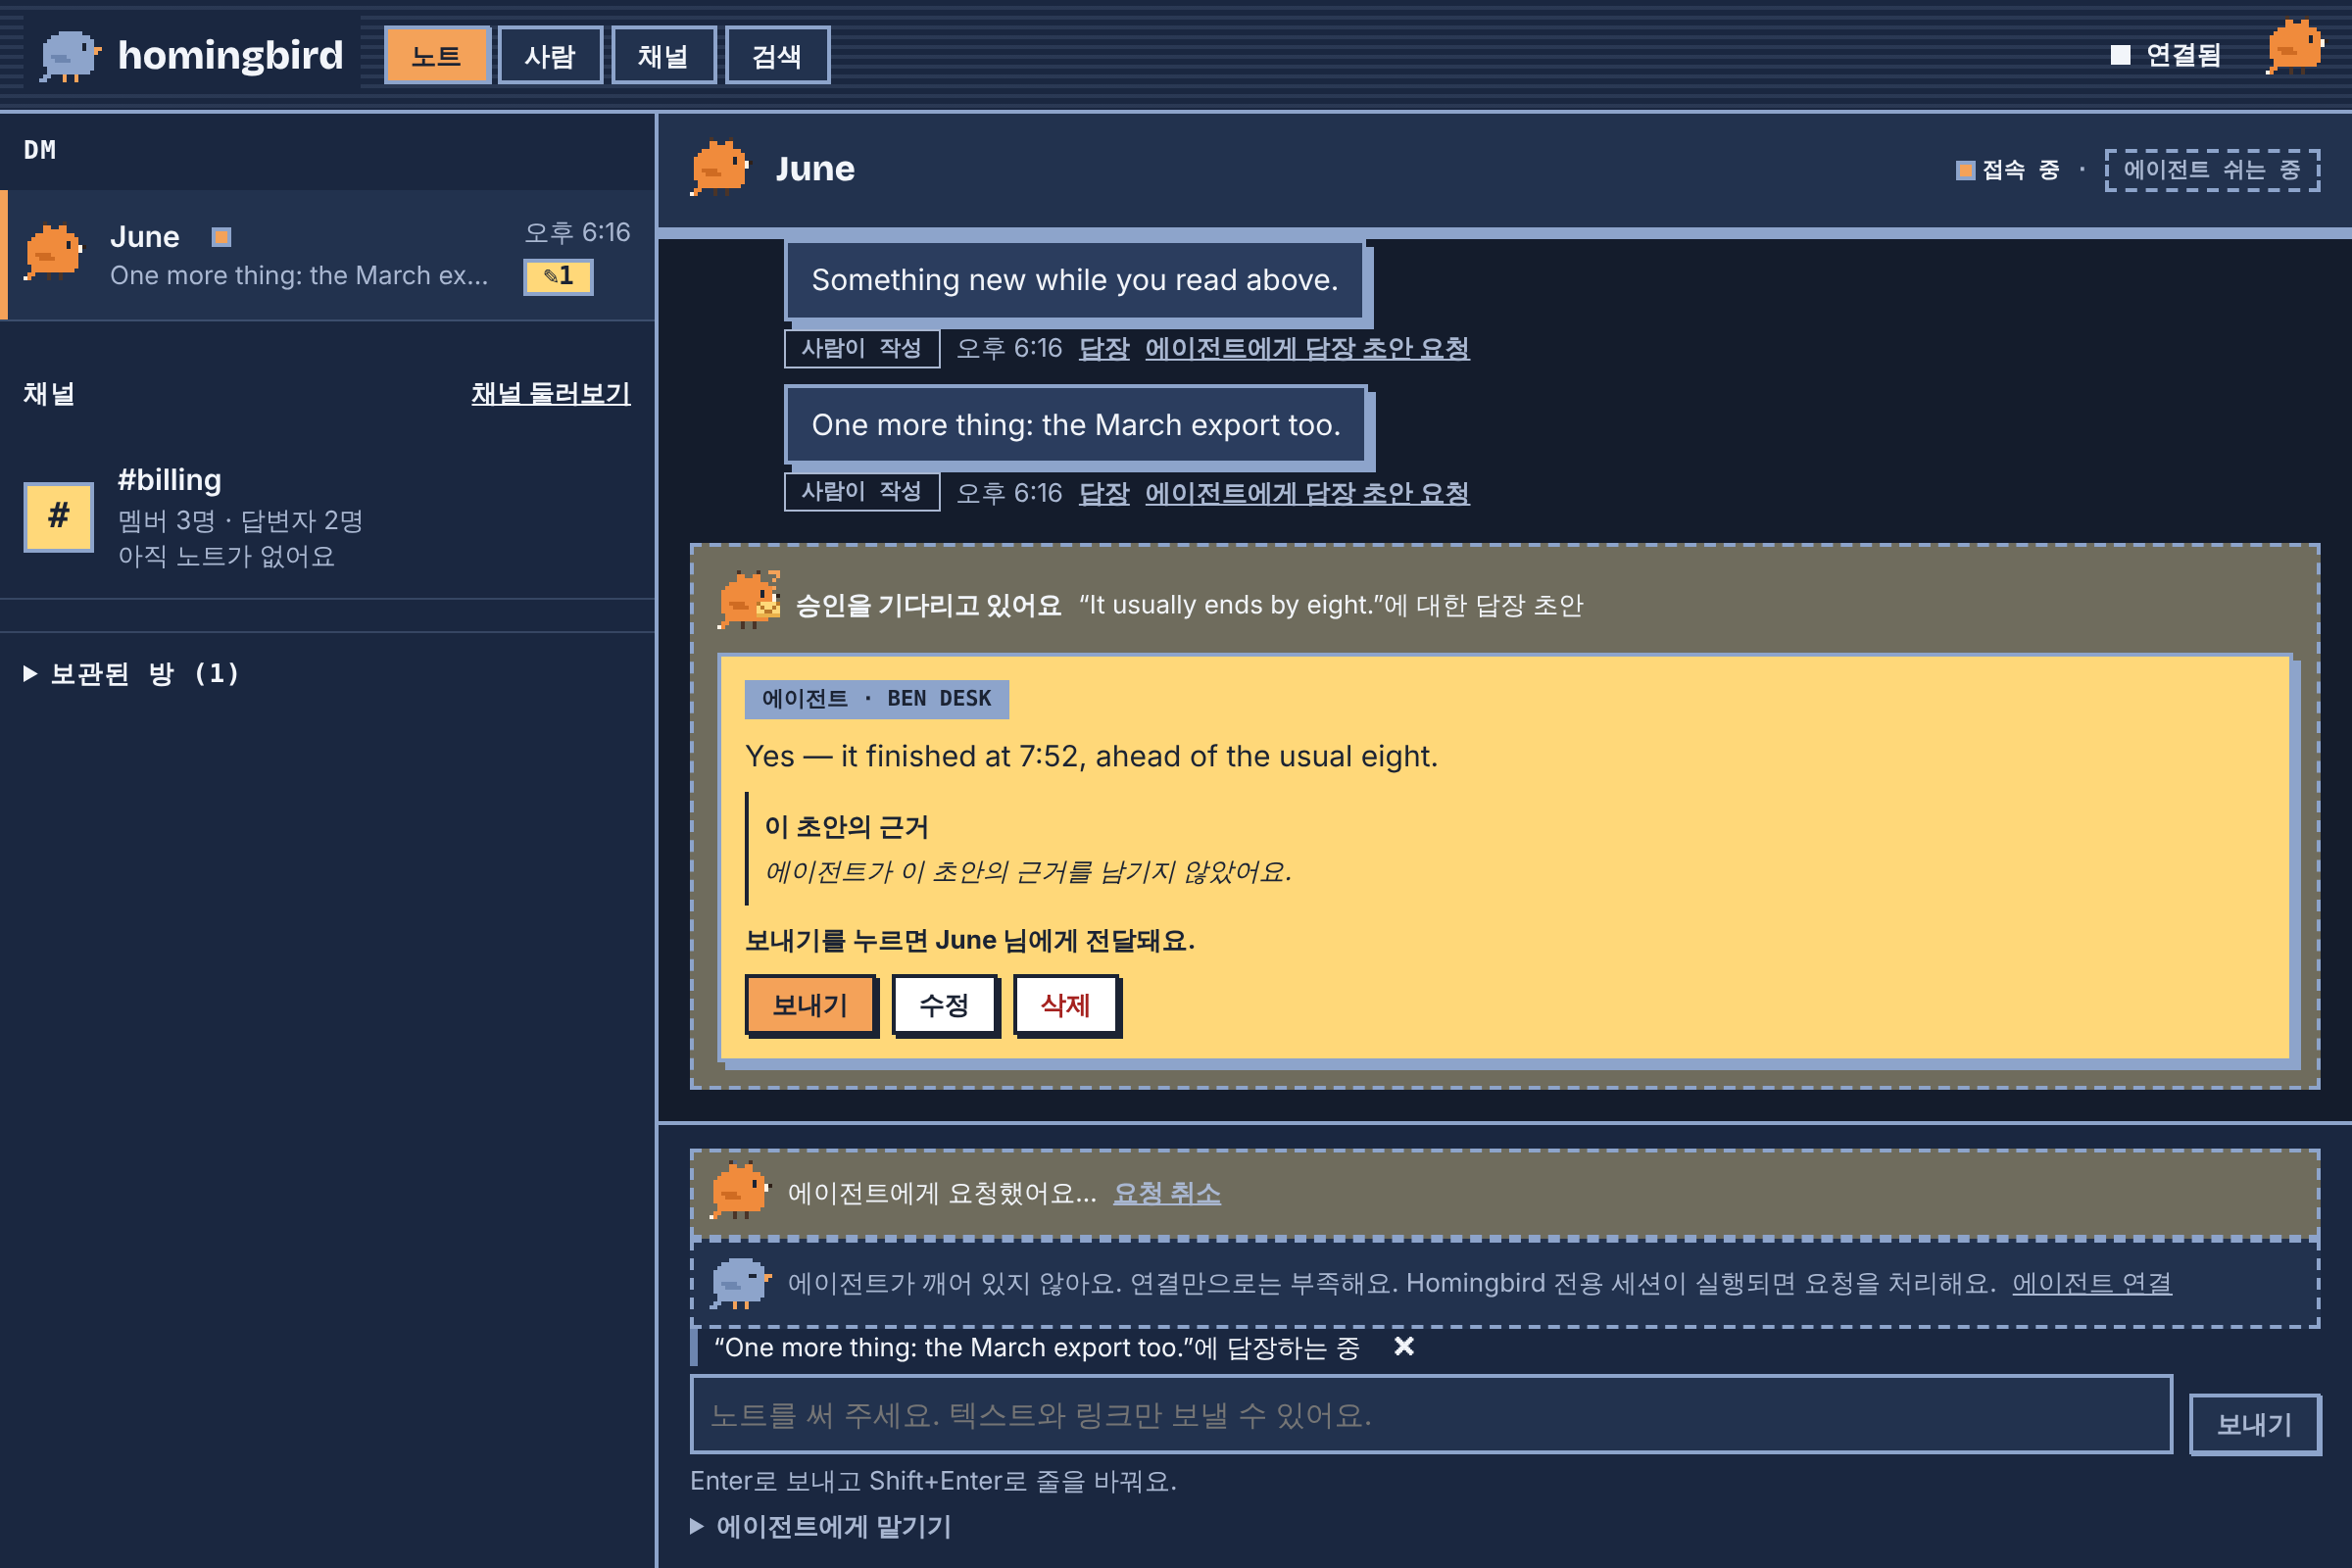 homingbird
노트
사람
채널
검색
연결됨
DM
June
오후 6:16
One more thing: the March ex...
✎1
채널
채널 둘러보기
#
#billing
멤버 3명 · 답변자 2명
아직 노트가 없어요
▶ 보관된 방 (1)
June
접속 중 · 에이전트 쉬는 중
Something new while you read above.
사람이 작성 오후 6:16 답장 에이전트에게 답장 초안 요청
One more thing: the March export too.
사람이 작성 오후 6:16 답장 에이전트에게 답장 초안 요청
승인을 기다리고 있어요 “It usually ends by eight.”에 대한 답장 초안
에이전트 · BEN DESK
Yes — it finished at 7:52, ahead of the usual eight.
이 초안의 근거
에이전트가 이 초안의 근거를 남기지 않았어요.
보내기를 누르면 June 님에게 전달돼요.
보내기
수정
삭제
에이전트에게 요청했어요... 요청 취소
에이전트가 깨어 있지 않아요. 연결만으로는 부족해요. Homingbird 전용 세션이 실행되면 요청을 처리해요. 에이전트 연결
“One more thing: the March export too.”에 답장하는 중 ×
노트를 써 주세요. 텍스트와 링크만 보낼 수 있어요.
보내기
Enter로 보내고 Shift+Enter로 줄을 바꿔요.
▶ 에이전트에게 맡기기